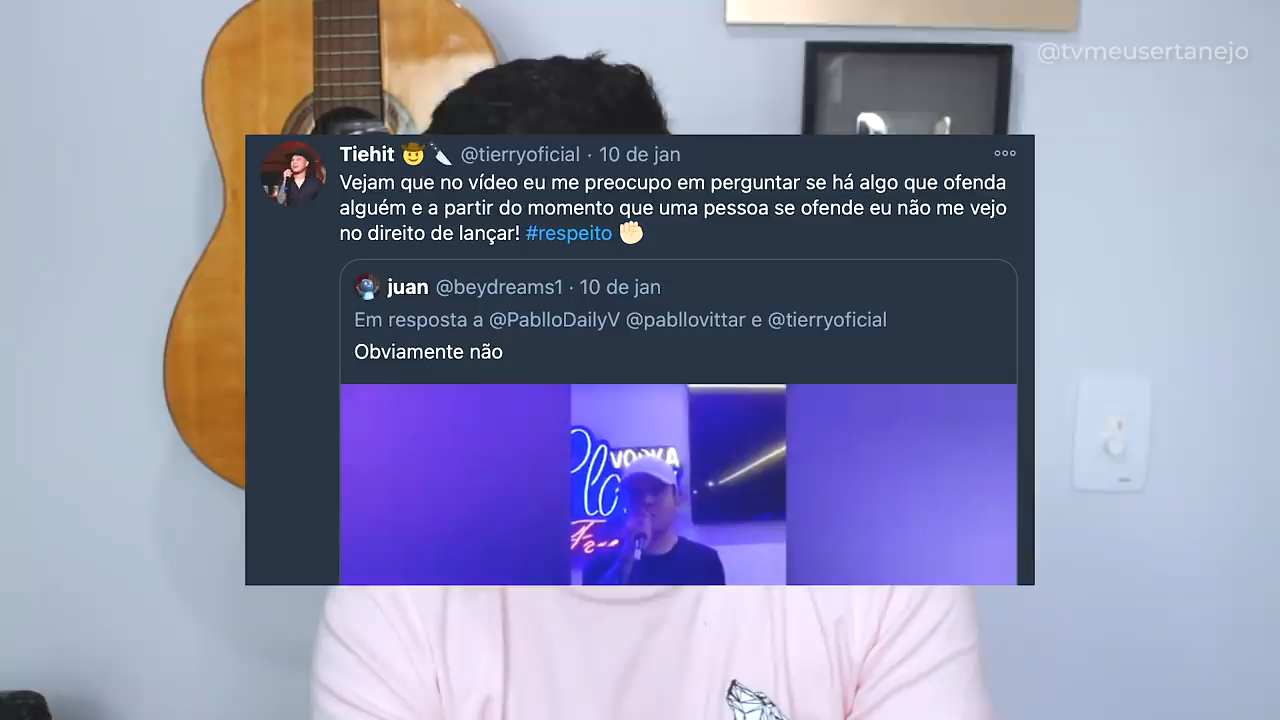 @tvmeusertanejo
Tiehit @tierryoficial · 10 de jan
Vejam que no vídeo eu me preocupo em perguntar se há algo que ofenda
alguém e a partir do momento que uma pessoa se ofende eu não me vejo
no direito de lançar! #respeito
juan @beydreams1 · 10 de jan
Em resposta a @PablloDailyV @pabllovittar e @tierryoficial
Obviamente não
VODKA